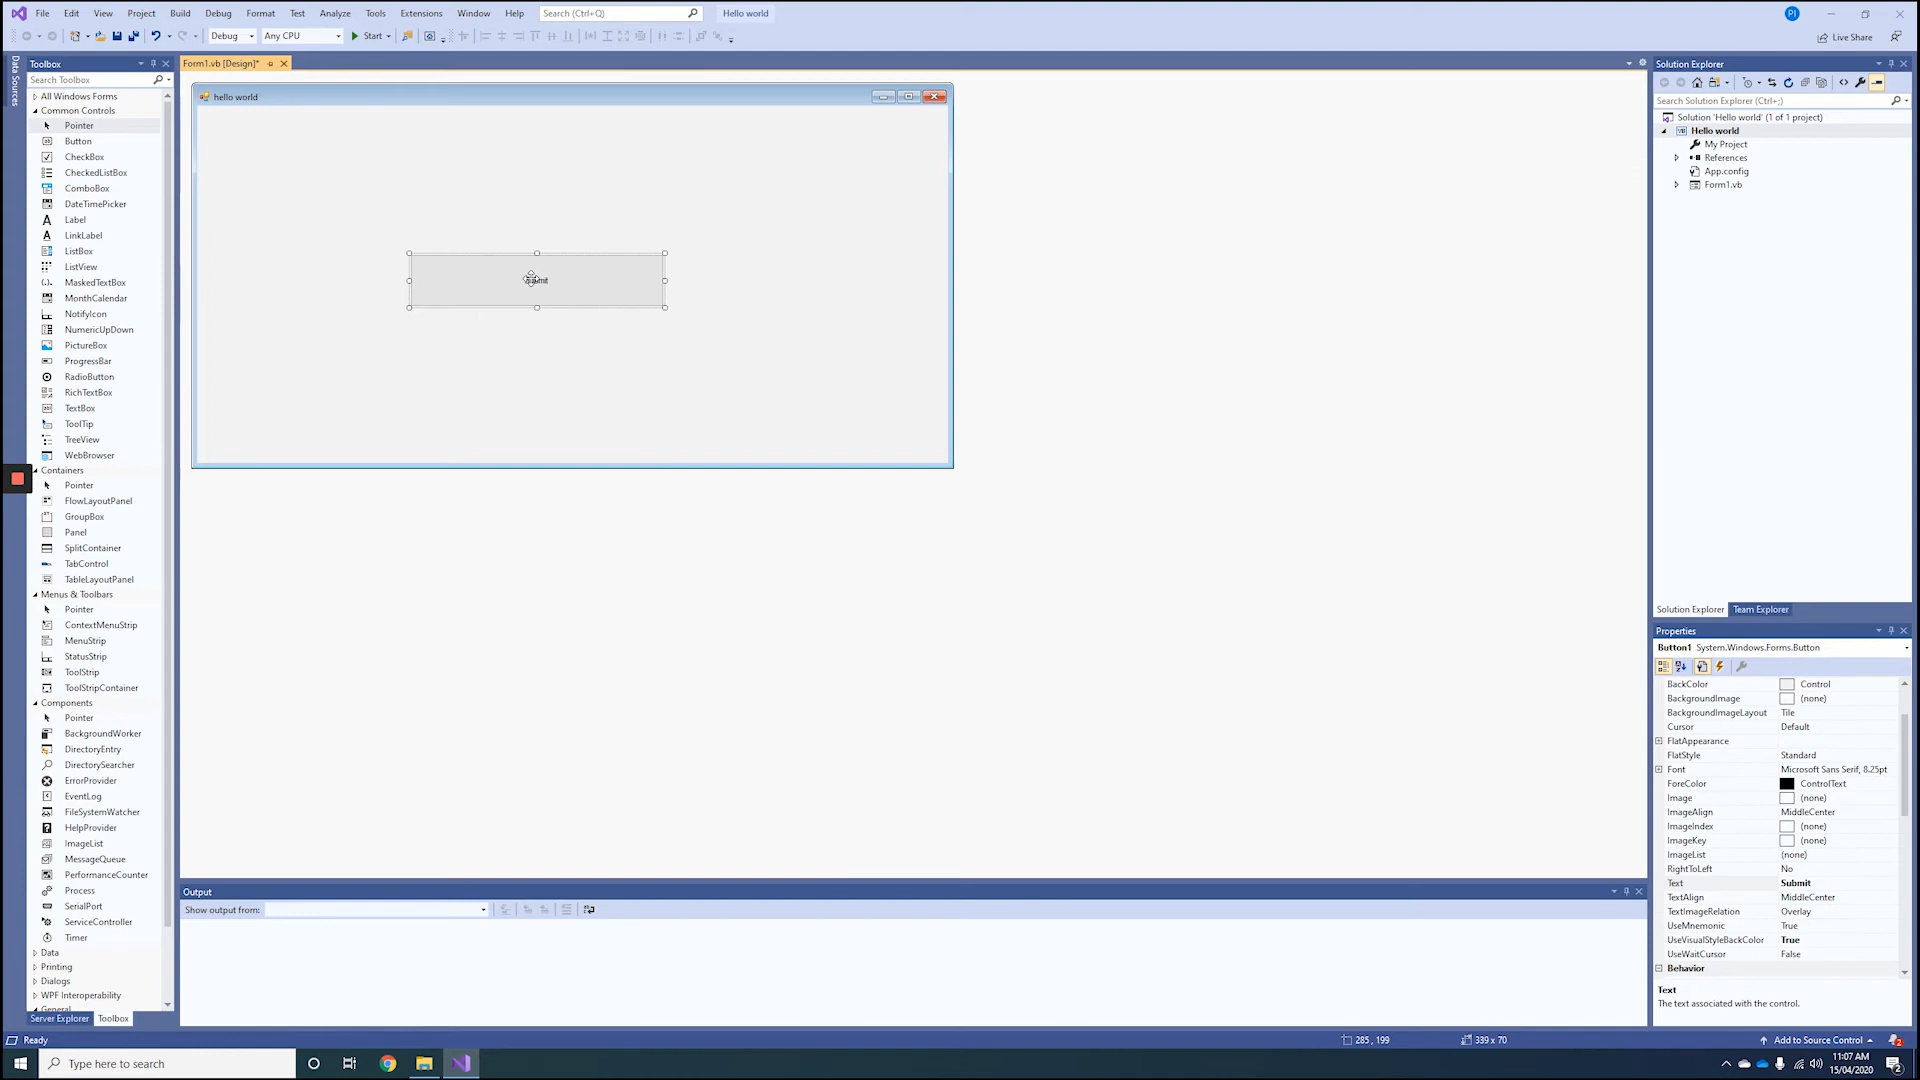 File Edit View Project Build Debug Format Test Analyze Tools Extensions Window Help Search (Ctrl+Q) Hello world PI
Debug Any CPU Start Live Share
Data Sources
Toolbox
Search Toolbox
All Windows Forms
Common Controls
Pointer
Button
CheckBox
CheckedListBox
ComboBox
DateTimePicker
Label
LinkLabel
ListBox
ListView
MaskedTextBox
MonthCalendar
NotifyIcon
NumericUpDown
PictureBox
ProgressBar
RadioButton
RichTextBox
TextBox
ToolTip
TreeView
WebBrowser
Containers
Pointer
FlowLayoutPanel
GroupBox
Panel
SplitContainer
TabControl
TableLayoutPanel
Menus & Toolbars
Pointer
ContextMenuStrip
MenuStrip
StatusStrip
ToolStrip
ToolStripContainer
Components
Pointer
BackgroundWorker
DirectoryEntry
DirectorySearcher
ErrorProvider
EventLog
FileSystemWatcher
HelpProvider
ImageList
MessageQueue
PerformanceCounter
Process
SerialPort
ServiceController
Timer
Data
Printing
Dialogs
WPF Interoperability
General
Server Explorer Toolbox
Form1.vb [Design]*
hello world
Output
Show output from:
Solution Explorer
Search Solution Explorer (Ctrl+;)
Solution 'Hello world' (1 of 1 project)
Hello world
My Project
References
App.config
Form1.vb
Solution Explorer Team Explorer
Properties
Button1 System.Windows.Forms.Button
BackColor Control
BackgroundImage (none)
BackgroundImageLayout Tile
Cursor Default
FlatAppearance
FlatStyle Standard
Font Microsoft Sans Serif, 8.25pt
ForeColor ControlText
Image (none)
ImageAlign MiddleCenter
ImageIndex (none)
ImageKey (none)
ImageList (none)
RightToLeft No
Text Submit
TextAlign MiddleCenter
TextImageRelation Overlay
UseMnemonic True
UseVisualStyleBackColor True
UseWaitCursor False
Behavior
Text
The text associated with the control.
Ready 285 , 199 339 x 70 Add to Source Control 2
Type here to search 11:07 AM
15/04/2020 2